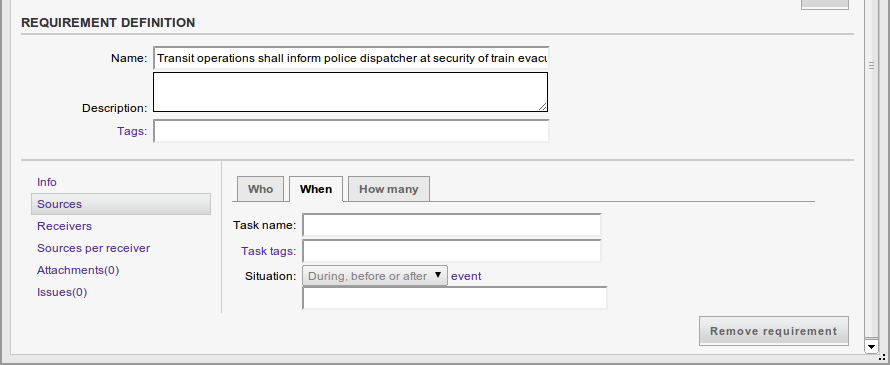 REQUIREMENT DEFINITION
Name: Transit operations shall inform police dispatcher at security of train
Description:
Tags:
Info
Sources
Receivers
Sources per receiver
Attachments(0)
Issues(0)
Who When How many
Task name:
Task tags:
Situation: During, before or after event
Remove requirement